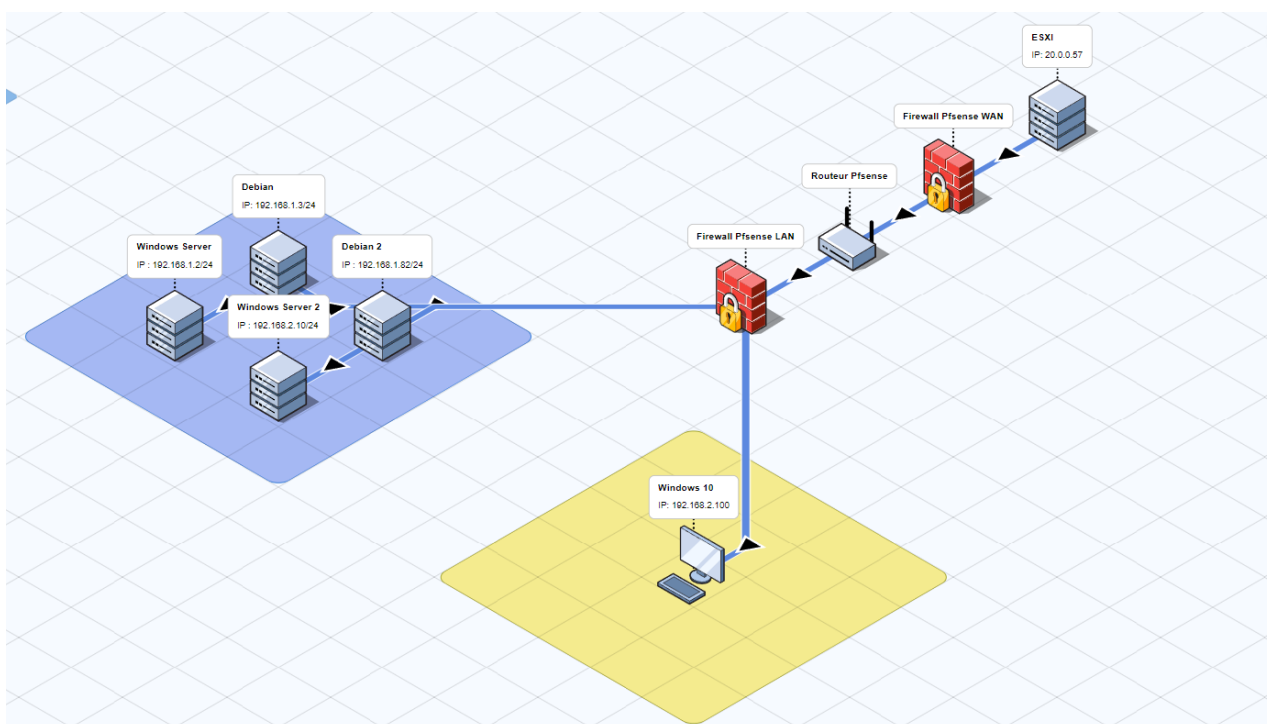 ESXI
IP: 20.0.0.57
Firewall Pfsense WAN
Routeur Pfsense
Firewall Pfsense LAN
Debian
IP: 192.168.1.3/24
Windows Server
IP : 192.168.1.2/24
Debian 2
IP : 192.168.1.82/24
Windows Server 2
IP : 192.168.2.10/24
Windows 10
IP: 192.168.2.100